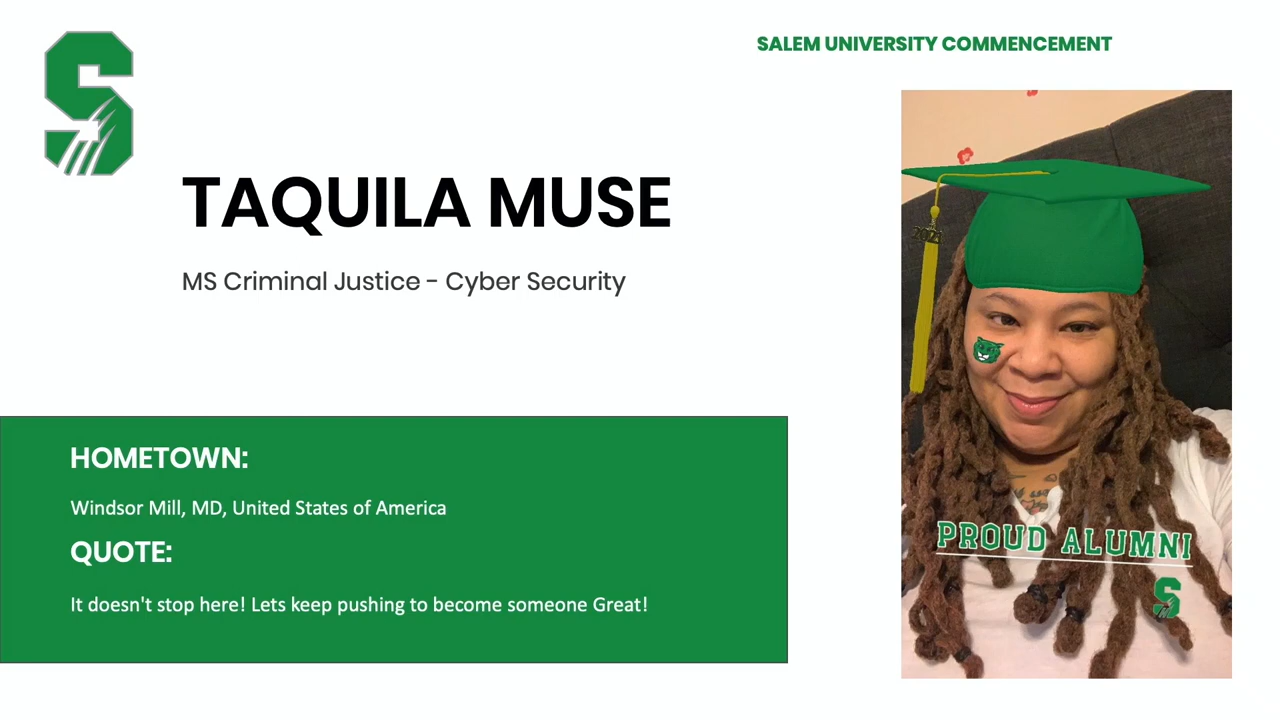 SALEM UNIVERSITY COMMENCEMENT
S
TAQUILA MUSE
MS Criminal Justice - Cyber Security
HOMETOWN:
Windsor Mill, MD, United States of America
QUOTE:
It doesn't stop here! Lets keep pushing to become someone Great!
PROUD ALUMNI
S